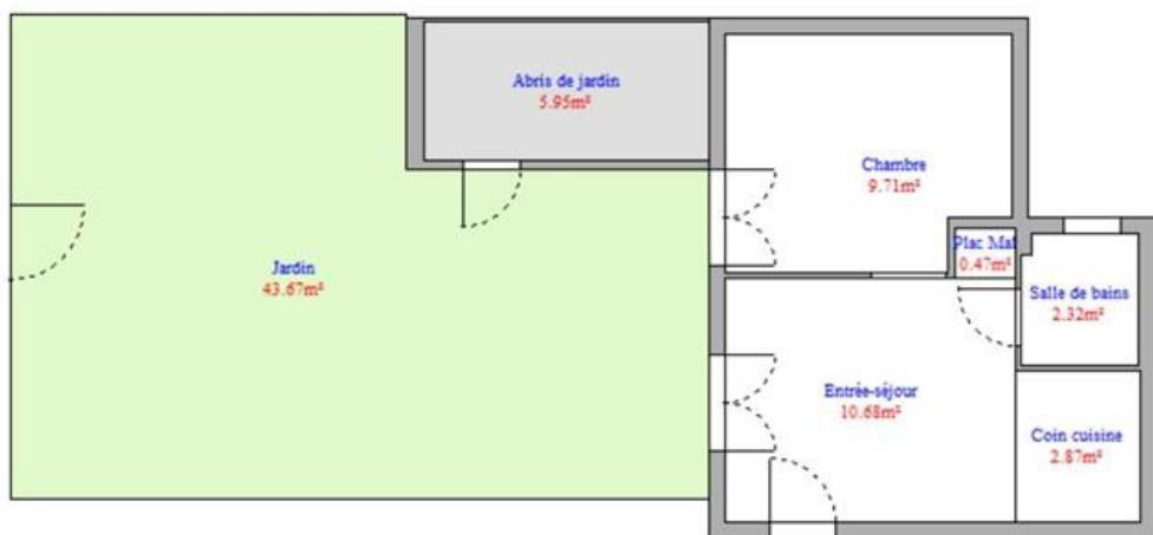 Abris de jardin
5.95m²
Chambre
9.71m²
Plac Mal
0.47m²
Jardin
43.67m²
Salle de bains
2.32m²
Entrée-séjour
10.68m²
Coin cuisine
2.87m²